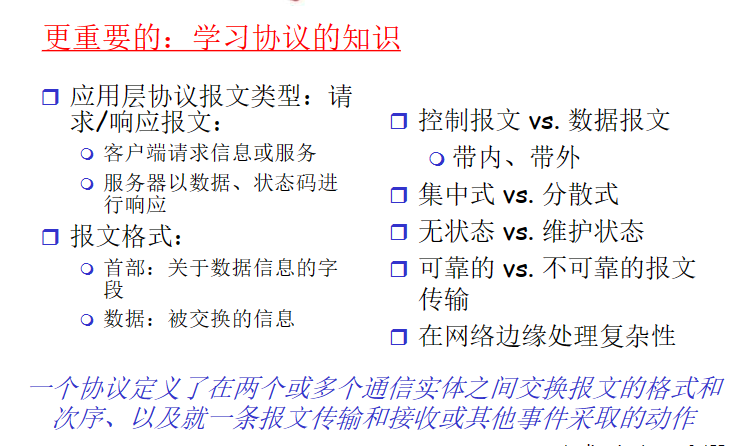 更重要的：学习协议的知识
应用层协议报文类型：请
求/响应报文：
客户端请求信息或服务
服务器以数据、状态码进
行响应
报文格式：
首部：关于数据信息的字
段
数据：被交换的信息
控制报文 vs. 数据报文
带内、带外
集中式 vs. 分散式
无状态 vs. 维护状态
可靠的 vs. 不可靠的报文
传输
在网络边缘处理复杂性
一个协议定义了在两个或多个通信实体之间交换报文的格式和
次序、以及就一条报文传输和接收或其他事件采取的动作